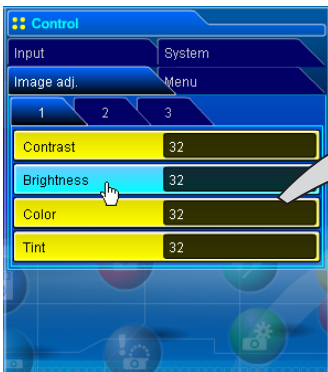 Control
Input System
Image adj. Menu
1 2 3
Contrast 32
Brightness 32
Color 32
Tint 32